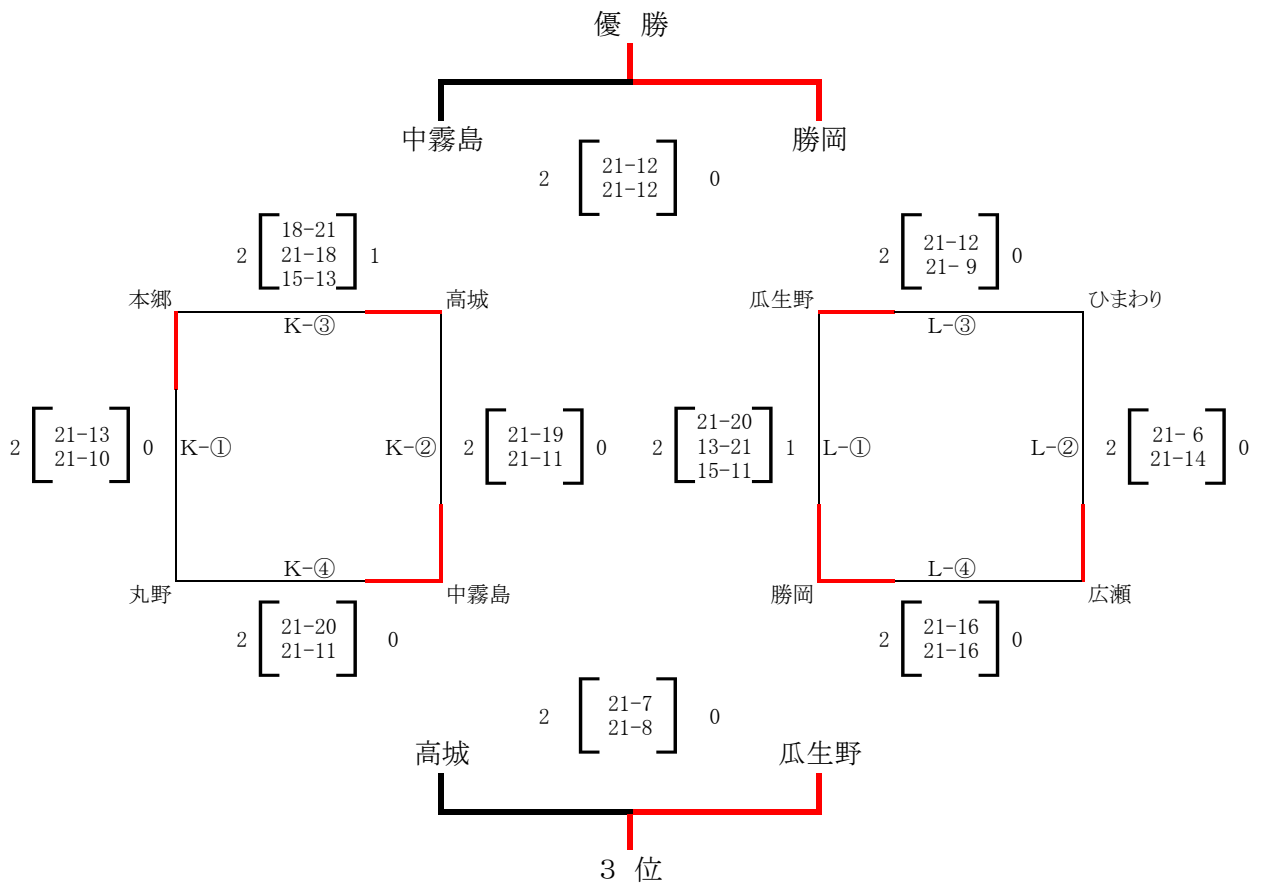 優 勝
中霧島
勝岡
2
21-12
21-12
0
2
18-21
21-18
15-13
1
2
21-12
21- 9
0
本郷
高城
瓜生野
ひまわり
K-③
L-③
2
21-13
21-10
0
K-①
K-②
2
21-19
21-11
0
2
21-20
13-21
15-11
1
L-①
L-②
2
21- 6
21-14
0
K-④
L-④
丸野
中霧島
勝岡
広瀬
2
21-20
21-11
0
2
21-16
21-16
0
2
21-7
21-8
0
高城
瓜生野
3 位